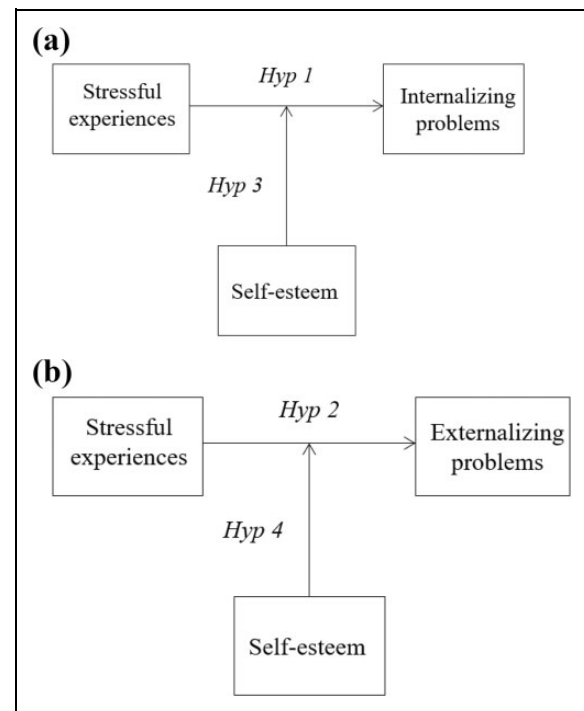 (a)
Hyp 1
Stressful
experiences
Internalizing
problems
Hyp 3
Self-esteem
(b)
Hyp 2
Stressful
experiences
Externalizing
problems
Hyp 4
Self-esteem